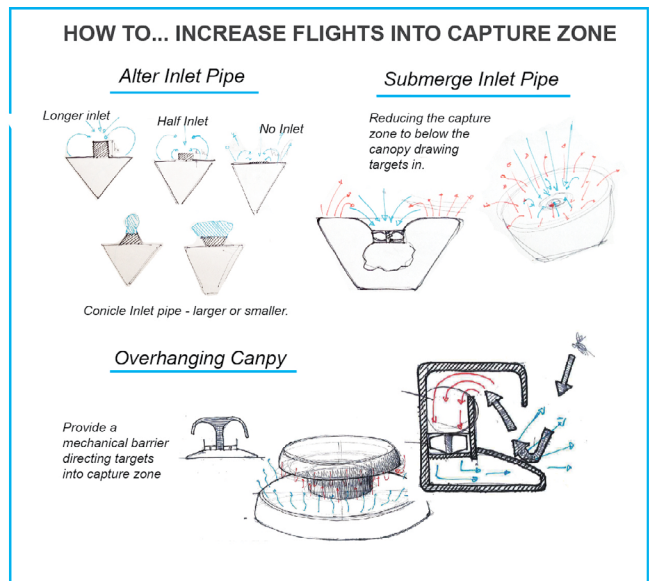 HOW TO... INCREASE FLIGHTS INTO CAPTURE ZONE
Alter Inlet Pipe
Longer inlet
Half Inlet
No Inlet
Conicle Inlet pipe - larger or smaller.
Submerge Inlet Pipe
Reducing the capture
zone to below the
canopy drawing
targets in.
Overhanging Canpy
Provide a
mechanical barrier
directing targets
into capture zone